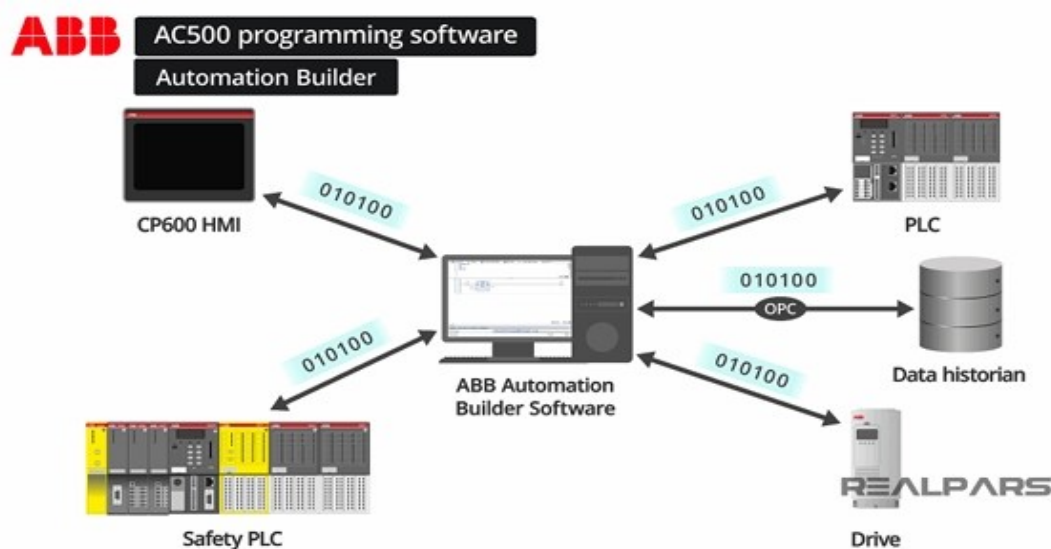 ABB
AC500 programming software
Automation Builder
CP600 HMI
010100
010100
PLC
010100
OPC
Data historian
ABB Automation
Builder Software
010100
010100
Safety PLC
REALPARS
Drive